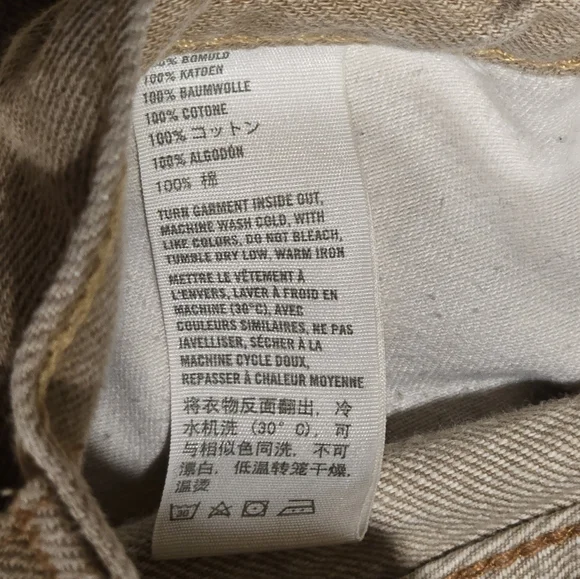 100% BOMULD
100% KATOEN
100% BAUMWOLLE
100% COTONE
100% コットン
100% ALGODÓN
100% 棉
TURN GARMENT INSIDE OUT,
MACHINE WASH COLD, WITH
LIKE COLORS, DO NOT BLEACH,
TUMBLE DRY LOW, WARM IRON
METTRE LE VÊTEMENT À
L'ENVERS, LAVER À FROID EN
MACHINE (30°C), AVEC
COULEURS SIMILAIRES, NE PAS
JAVELLISER, SÉCHER À LA
MACHINE CYCLE DOUX,
REPASSER À CHALEUR MOYENNE
将衣物反面翻出, 冷
水机洗 (30°C), 可
与相似色同洗, 不可
漂白, 低温转笼干燥,
温烫
30